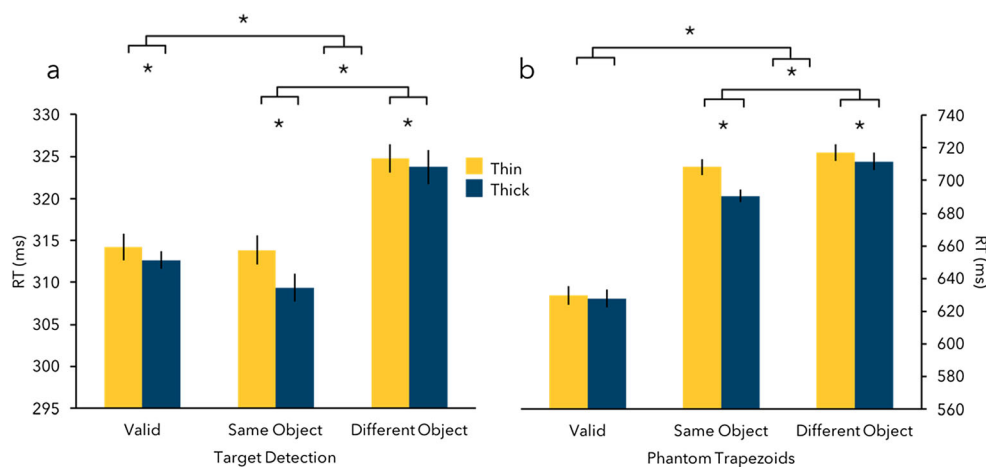 * *
a * * b * *
* * * *
330 740
325 Thin 720
Thick 700
320 680
315 660
RT (ms) RT (ms)
310 640
305 620
300 600
580
295 560
Valid Same Object Different Object Valid Same Object Different Object
Target Detection Phantom Trapezoids